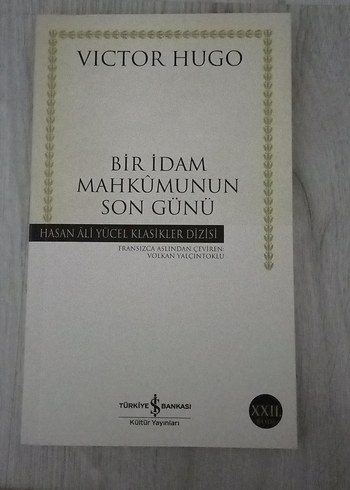 VICTOR HUGO
BİR İDAM
MAHKÛMUNUN
SON GÜNÜ
HASAN ÂLİ YÜCEL KLASİKLER DİZİSİ
FRANSIZCA ASLINDAN ÇEVİREN:
VOLKAN YALÇINTOKLU
TÜRKİYE İŞ BANKASI
Kültür Yayınları
XXII.